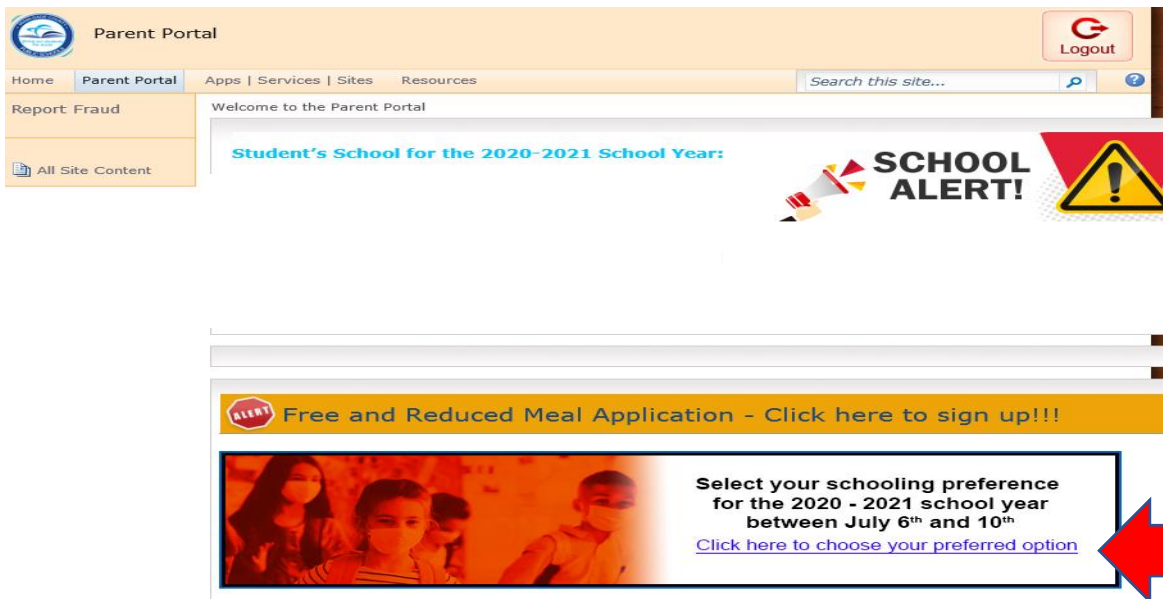 Parent Portal
Logout
Home Parent Portal Apps | Services | Sites Resources Search this site...
Report Fraud
Welcome to the Parent Portal
Student's School for the 2020-2021 School Year:
SCHOOL
ALERT!
All Site Content
ALERT Free and Reduced Meal Application - Click here to sign up!!!
Select your schooling preference
for the 2020 - 2021 school year
between July 6th and 10th
Click here to choose your preferred option